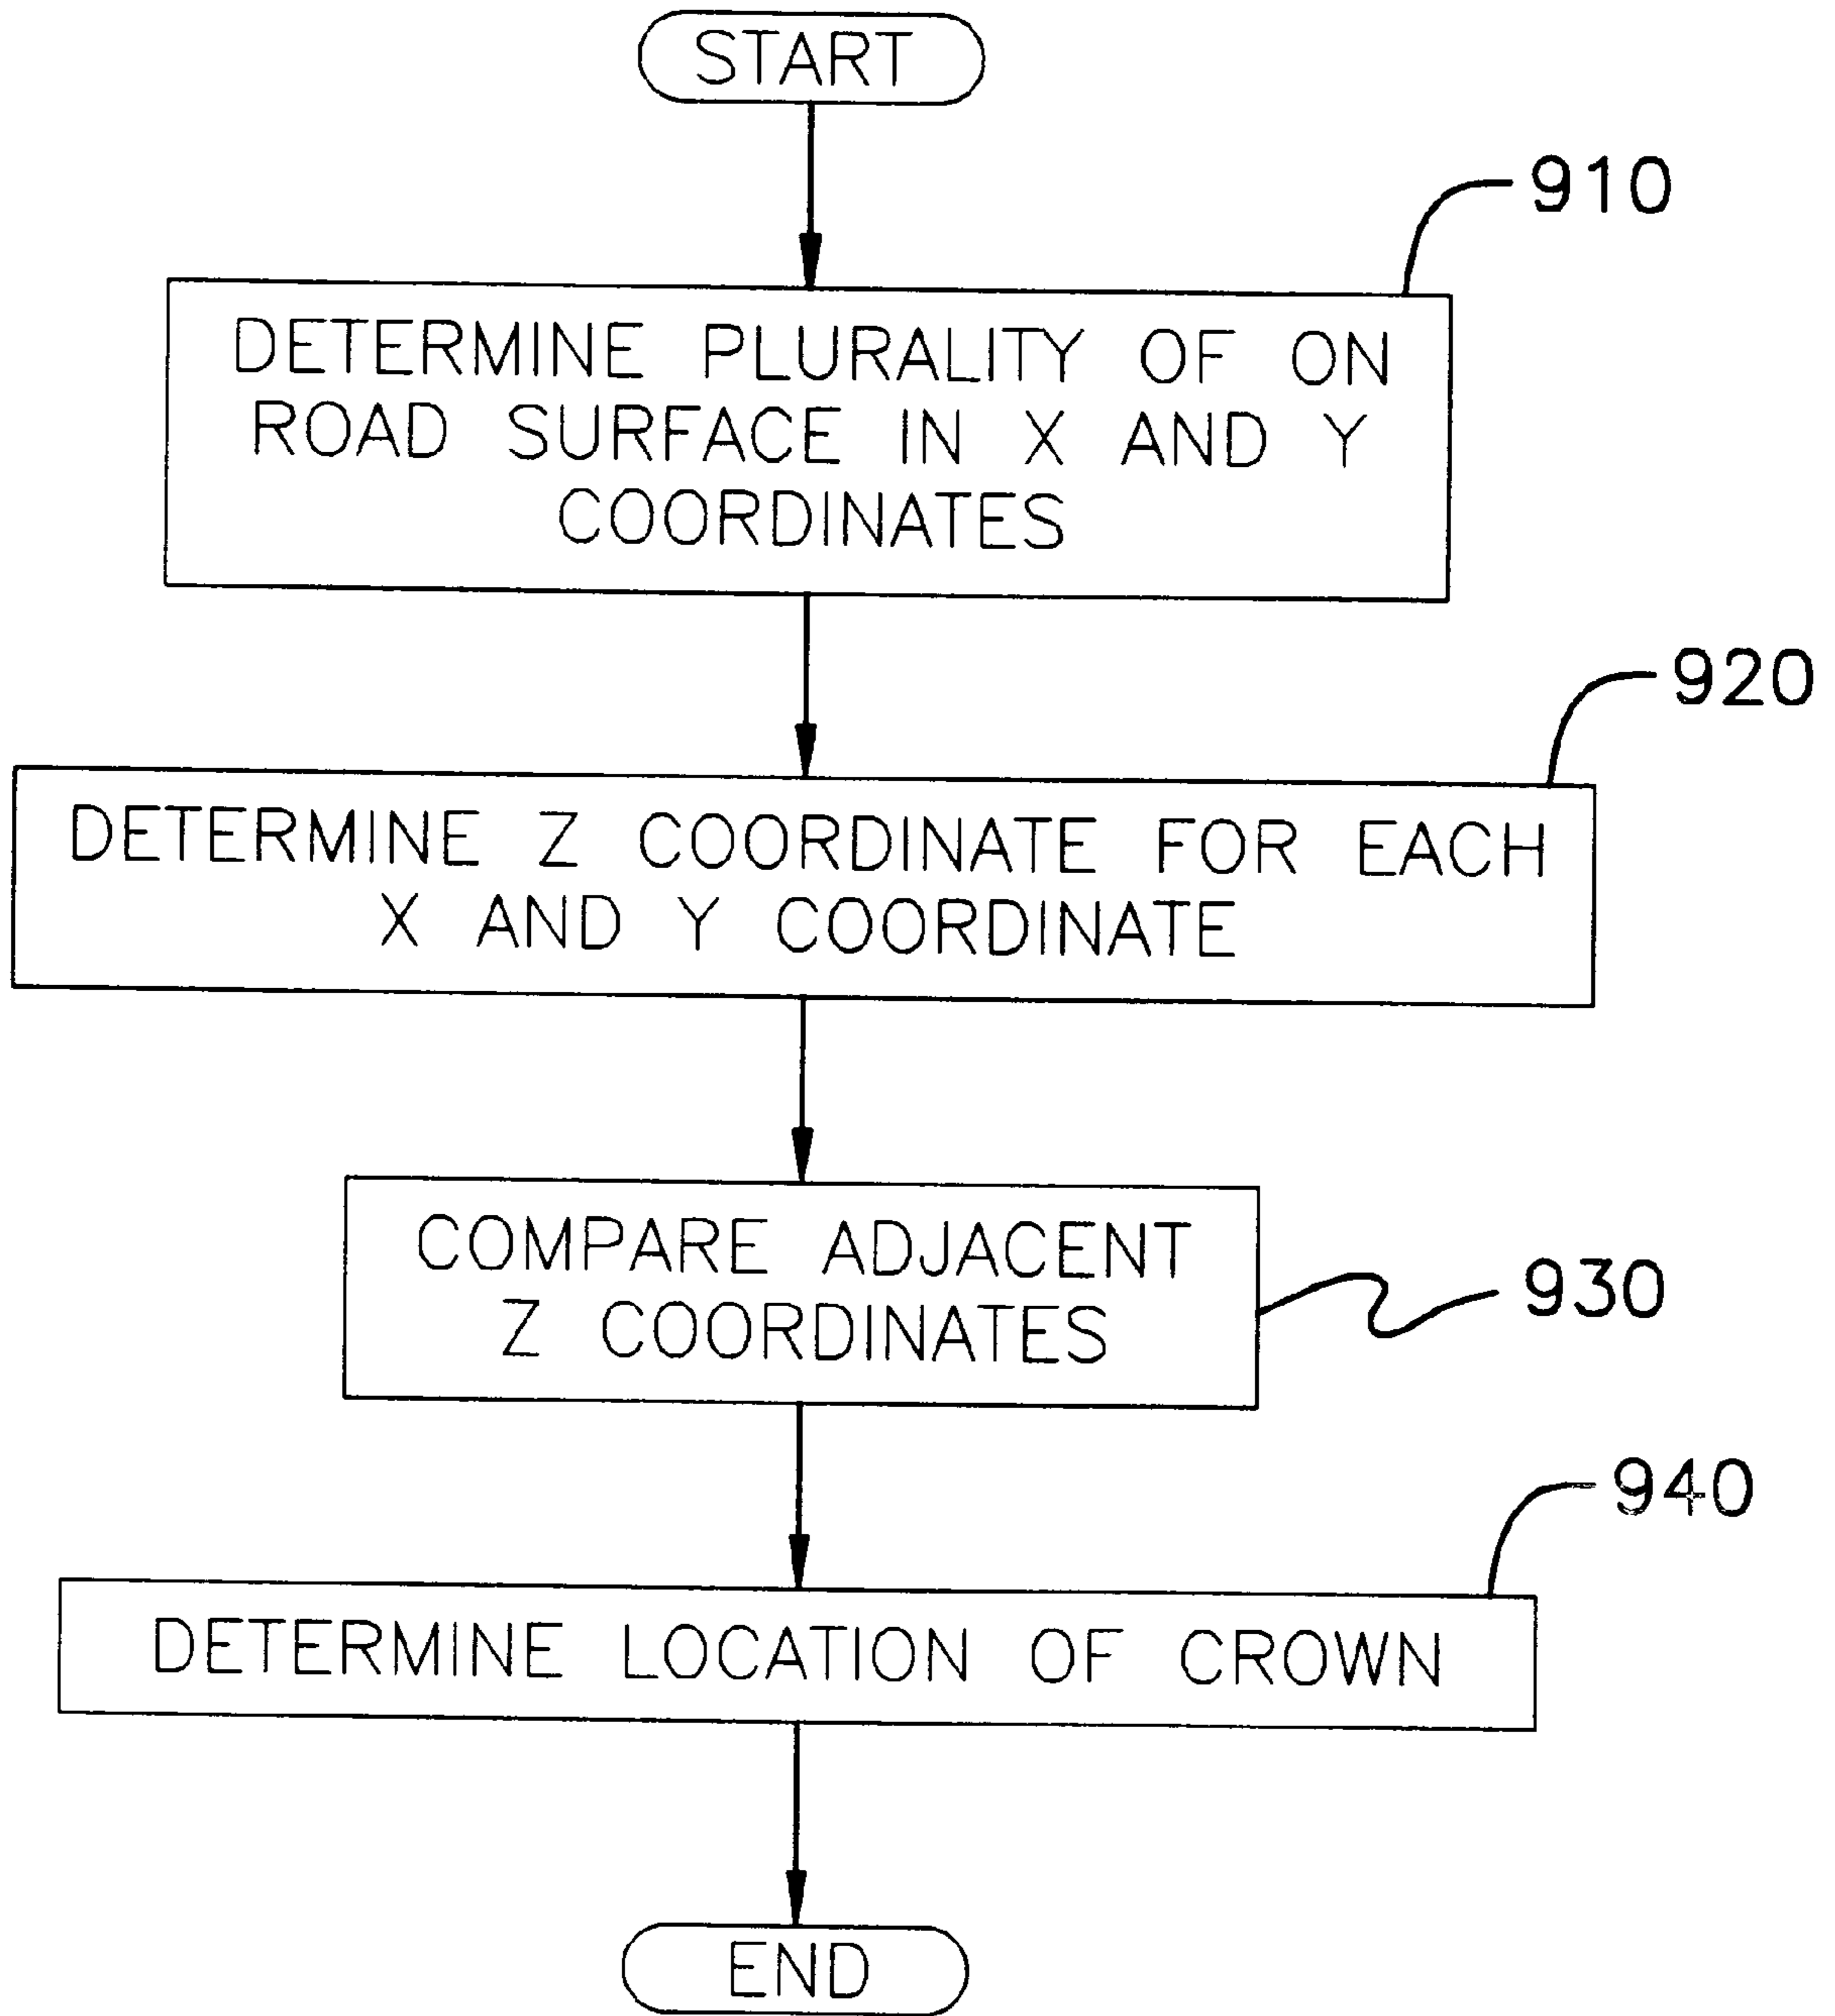 START
910
DETERMINE PLURALITY OF ON
ROAD SURFACE IN X AND Y
COORDINATES
920
DETERMINE Z COORDINATE FOR EACH
X AND Y COORDINATE
COMPARE ADJACENT
Z COORDINATES
930
940
DETERMINE LOCATION OF CROWN
END